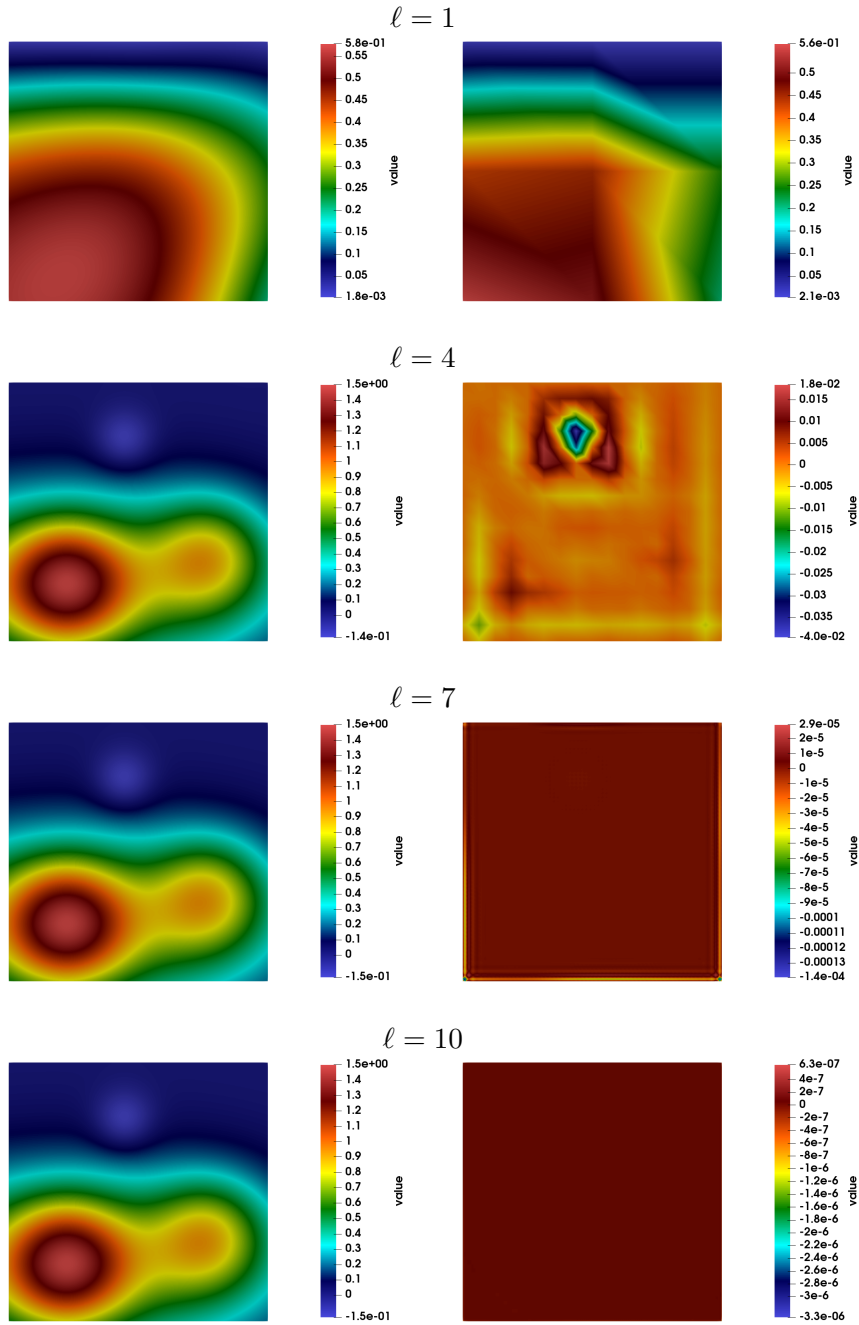 ℓ = 1
5.8e-01
0.55
0.5
0.45
0.4
0.35
0.3
0.25
0.2
0.15
0.1
0.05
1.8e-03
value
5.6e-01
0.5
0.45
0.4
0.35
0.3
0.25
0.2
0.15
0.1
0.05
2.1e-03
value
ℓ = 4
1.5e+00
1.4
1.3
1.2
1.1
1
0.9
0.8
0.7
0.6
0.5
0.4
0.3
0.2
0.1
0
-1.4e-01
value
1.8e-02
0.015
0.01
0.005
0
-0.005
-0.01
-0.015
-0.02
-0.025
-0.03
-0.035
-4.0e-02
value
ℓ = 7
1.5e+00
1.4
1.3
1.2
1.1
1
0.9
0.8
0.7
0.6
0.5
0.4
0.3
0.2
0.1
0
-1.5e-01
value
2.9e-05
2e-5
1e-5
0
-1e-5
-2e-5
-3e-5
-4e-5
-5e-5
-6e-5
-7e-5
-8e-5
-9e-5
-0.0001
-0.00011
-0.00012
-0.00013
-1.4e-04
value
ℓ = 10
1.5e+00
1.4
1.3
1.2
1.1
1
0.9
0.8
0.7
0.6
0.5
0.4
0.3
0.2
0.1
0
-1.5e-01
value
6.3e-07
4e-7
2e-7
0
-2e-7
-4e-7
-6e-7
-8e-7
-1e-6
-1.2e-6
-1.4e-6
-1.6e-6
-1.8e-6
-2e-6
-2.2e-6
-2.4e-6
-2.6e-6
-2.8e-6
-3e-6
-3.3e-06
value